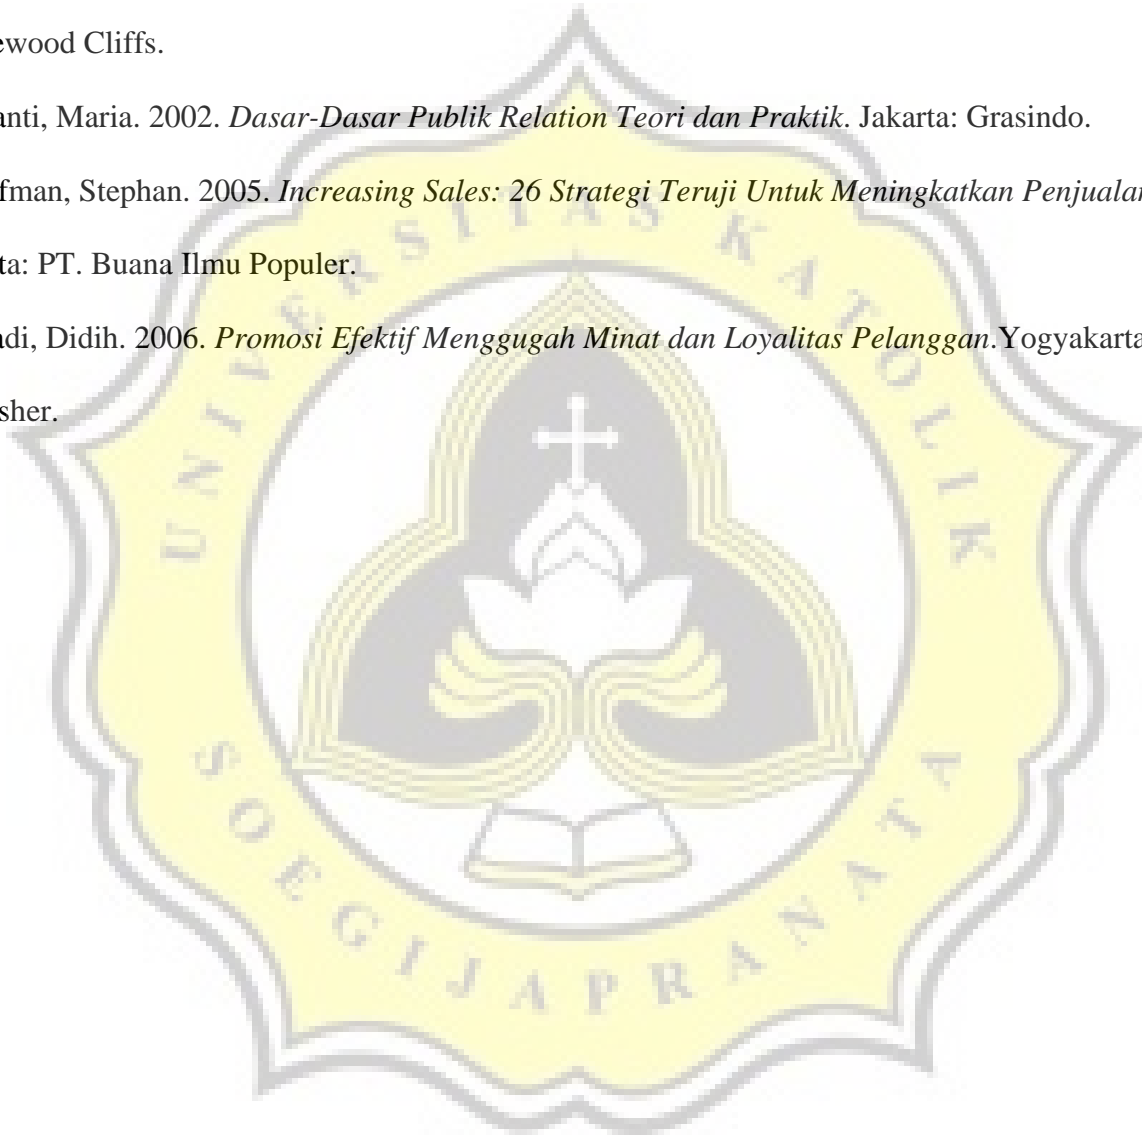 ewood Cliffs.
anti, Maria. 2002. Dasar-Dasar Publik Relation Teori dan Praktik. Jakarta: Grasindo.
fman, Stephan. 2005. Increasing Sales: 26 Strategi Teruji Untuk Meningkatkan Penjualan
ta: PT. Buana Ilmu Populer.
adi, Didih. 2006. Promosi Efektif Menggugah Minat dan Loyalitas Pelanggan.Yogyakarta
sher.
UNIVERSITAS KATOLIK
SOEGIJAPRANATA